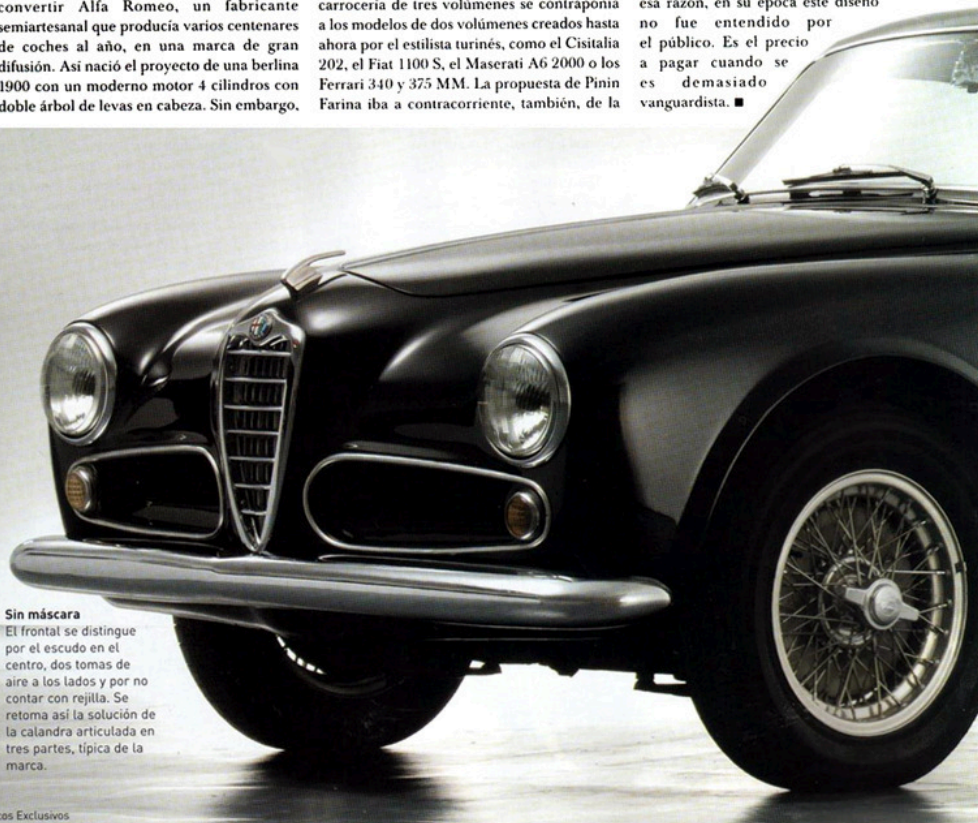 convertir Alfa Romeo, un fabricante
semiartesanal que producía varios centenares
de coches al año, en una marca de gran
difusión. Así nació el proyecto de una berlina
1900 con un moderno motor 4 cilindros con
doble árbol de levas en cabeza. Sin embargo,
carrocería de tres volúmenes se contraponía
a los modelos de dos volúmenes creados hasta
ahora por el estilista turinés, como el Cisitalia
202, el Fiat 1100 S, el Maserati A6 2000 o los
Ferrari 340 y 375 MM. La propuesta de Pinin
Farina iba a contracorriente, también, de la
esa razón, en su época este diseño
no fue entendido por
el público. Es el precio
a pagar cuando se
es demasiado
vanguardista. ■
Sin máscara
El frontal se distingue
por el escudo en el
centro, dos tomas de
aire a los lados y por no
contar con rejilla. Se
retoma así la solución de
la calandra articulada en
tres partes, típica de la
marca.
Exclusivos